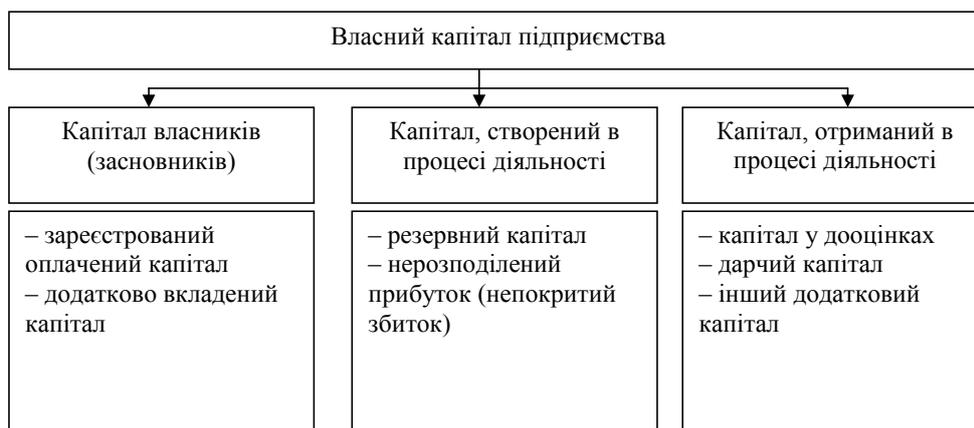 Власний капітал підприємства
Капітал власників
(засновників)
Капітал, створений в
процесі діяльності
Капітал, отриманий в
процесі діяльності
– зареєстрований
оплачений капітал
– додатково вкладений
капітал
– резервний капітал
– нерозподілений
прибуток (непокритий
збиток)
– капітал у дооцінках
– дарчий капітал
– інший додатковий
капітал